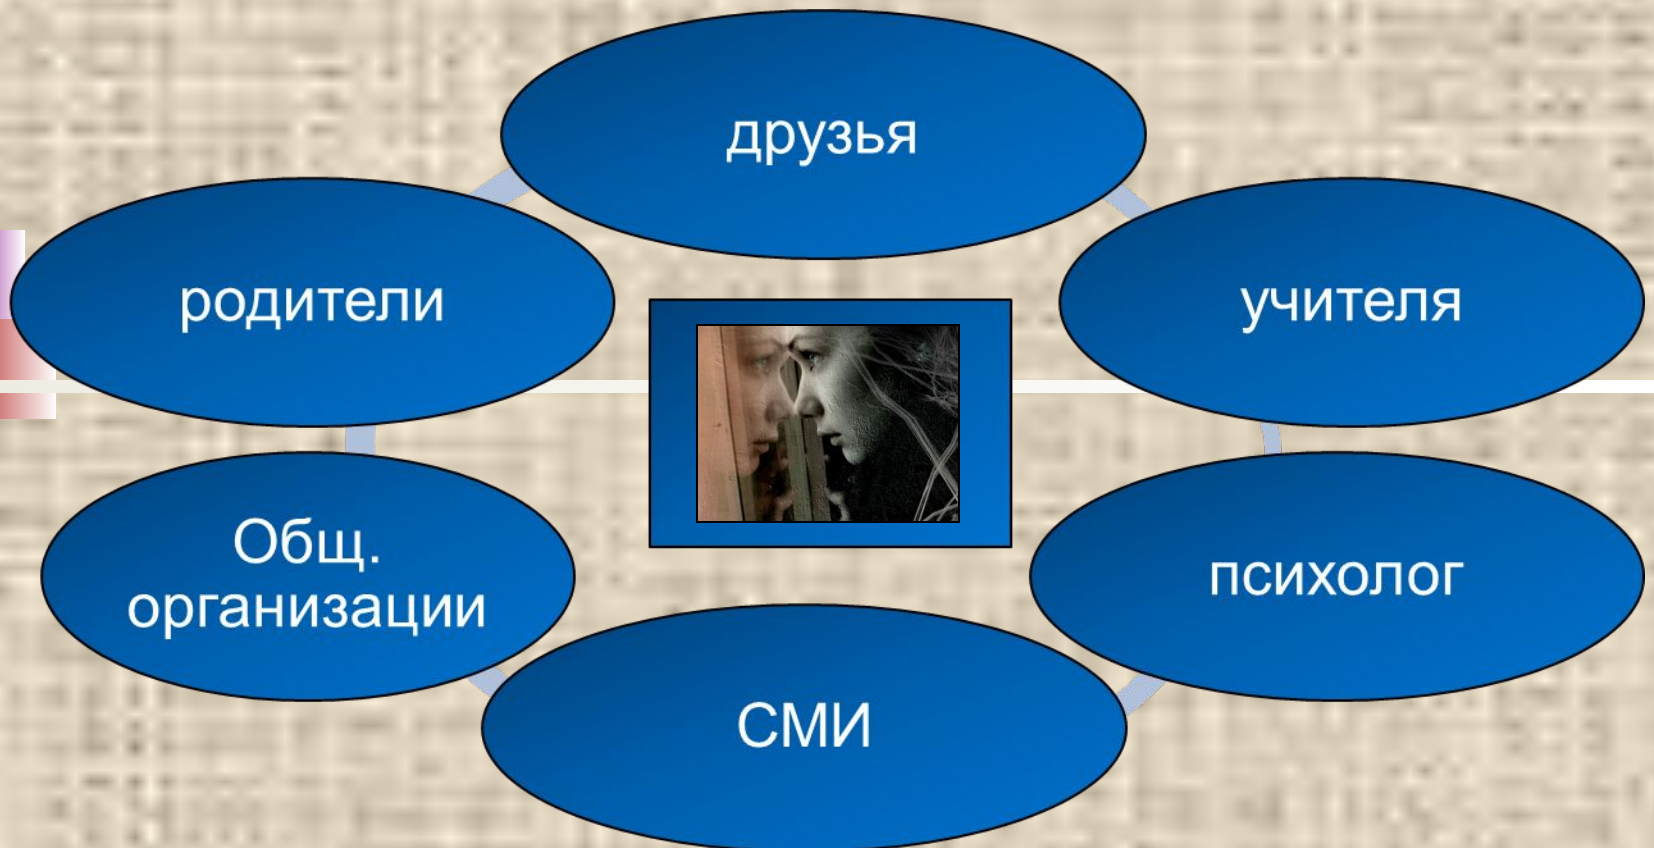 друзья
родители
учителя
Общ.
организации
психолог
СМИ